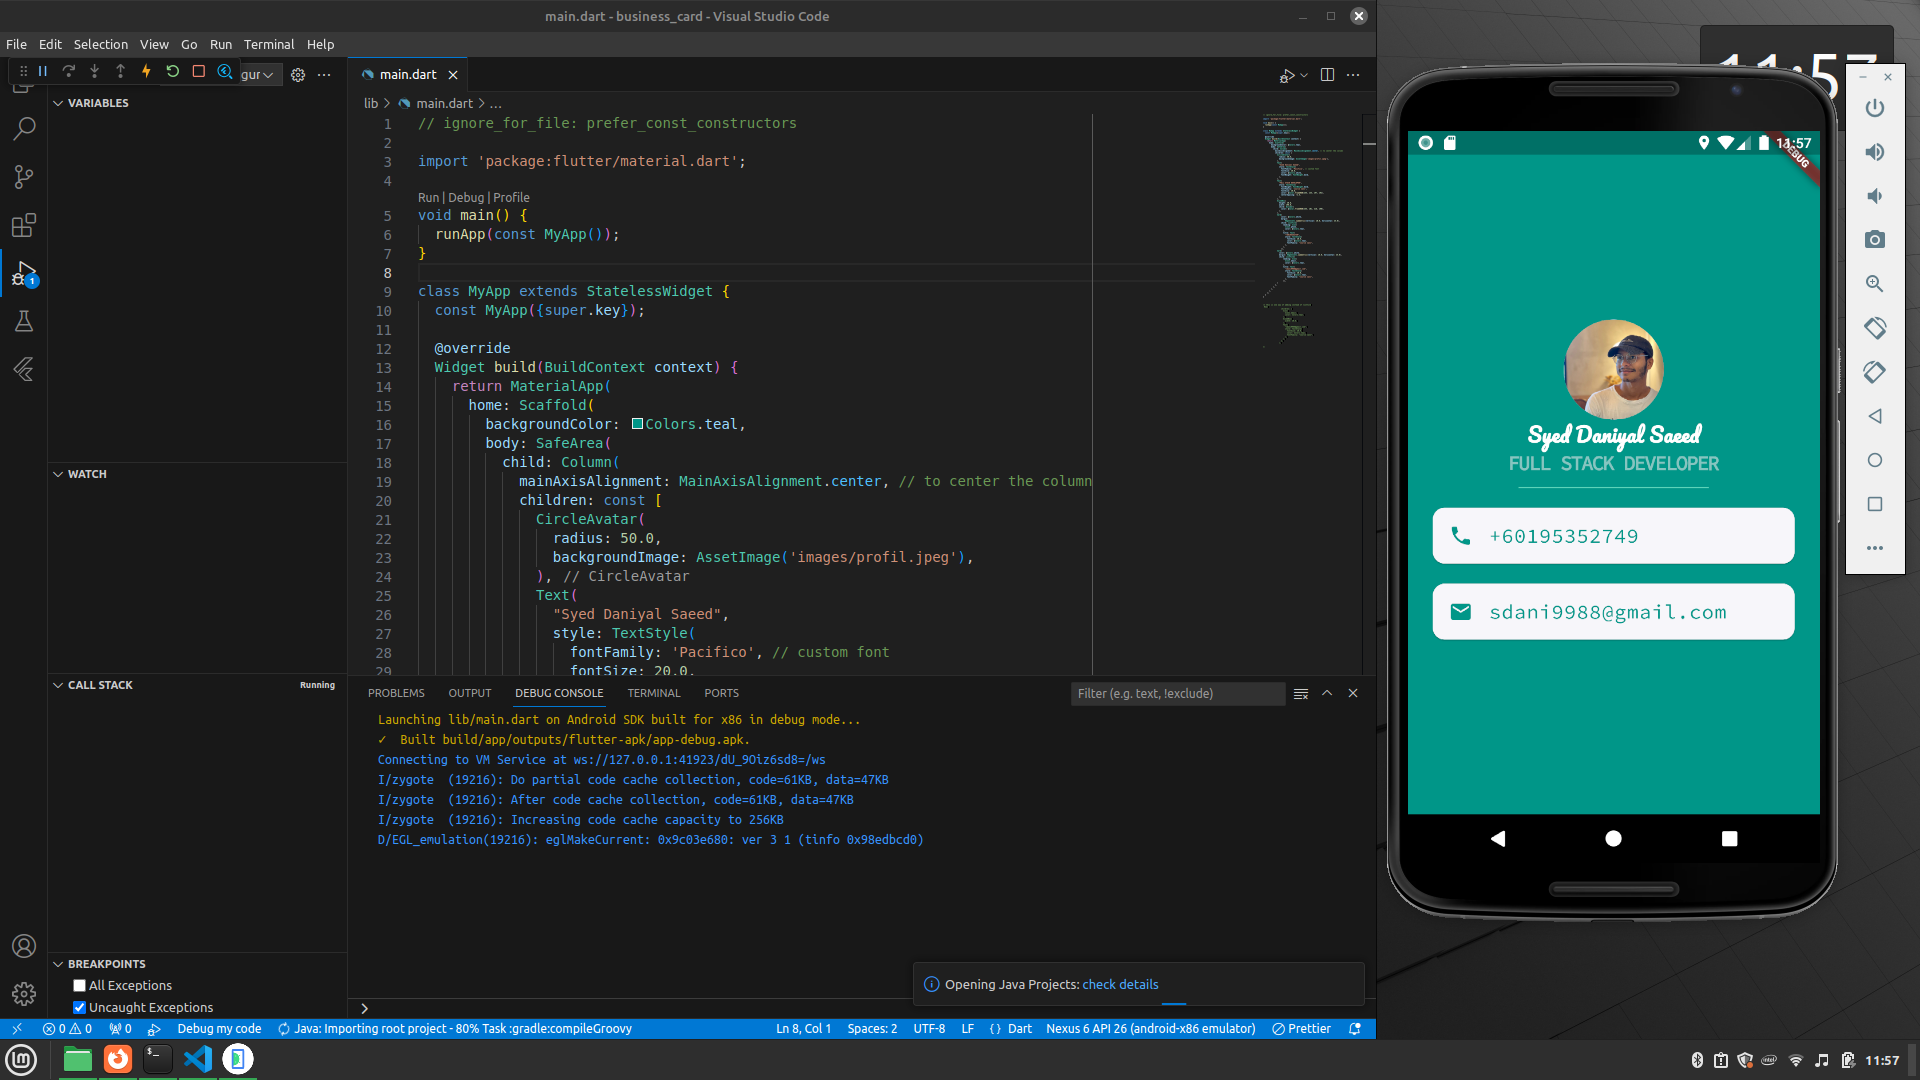 main.dart - business_card - Visual Studio Code
File Edit Selection View Go Run Terminal Help
gur
main.dart
VARIABLES
lib > main.dart > ...
1 // ignore_for_file: prefer_const_constructors
2
3 import 'package:flutter/material.dart';
4
Run | Debug | Profile
5 void main() {
6 runApp(const MyApp());
7 }
8
9 class MyApp extends StatelessWidget {
10 const MyApp({super.key});
11
12 @override
13 Widget build(BuildContext context) {
14 return MaterialApp(
15 home: Scaffold(
16 backgroundColor: Colors.teal,
17 body: SafeArea(
18 child: Column(
19 mainAxisAlignment: MainAxisAlignment.center, // to center the column
20 children: const [
21 CircleAvatar(
22 radius: 50.0,
23 backgroundImage: AssetImage('images/profil.jpeg'),
24 ), // CircleAvatar
25 Text(
26 "Syed Daniyal Saeed",
27 style: TextStyle(
28 fontFamily: 'Pacifico', // custom font
29 fontSize: 20.0,
WATCH
CALL STACK
Running
BREAKPOINTS
All Exceptions
Uncaught Exceptions
PROBLEMS OUTPUT DEBUG CONSOLE TERMINAL PORTS
Filter (e.g. text, !exclude)
Launching lib/main.dart on Android SDK built for x86 in debug mode...
✓ Built build/app/outputs/flutter-apk/app-debug.apk.
Connecting to VM Service at ws://127.0.0.1:41923/dU_9Oiz6sd8=/ws
I/zygote (19216): Do partial code cache collection, code=61KB, data=47KB
I/zygote (19216): After code cache collection, code=61KB, data=47KB
I/zygote (19216): Increasing code cache capacity to 256KB
D/EGL_emulation(19216): eglMakeCurrent: 0x9c03e680: ver 3 1 (tinfo 0x98edbcd0)
Opening Java Projects: check details
1
0 0 0 Debug my code Java: Importing root project - 80% Task :gradle:compileGroovy
Ln 8, Col 1 Spaces: 2 UTF-8 LF {} Dart Nexus 6 API 26 (android-x86 emulator) Prettier
11:57
11:57
DEBUG
Syed Daniyal Saeed
FULL STACK DEVELOPER
+60195352749
sdani9988@gmail.com
11:57